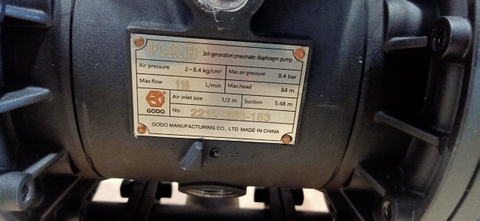 3rd-generation pneumatic diaphragm pump
Air pressure 2~8.4 kg/cm² Max.air pressure 8.4 bar
Max.flow L/min Max.head 84 m
Air inlet size 1/2 in. Suction 5.48 m
GODO No.
GODO MANUFACTURING CO., LTD MADE IN CHINA